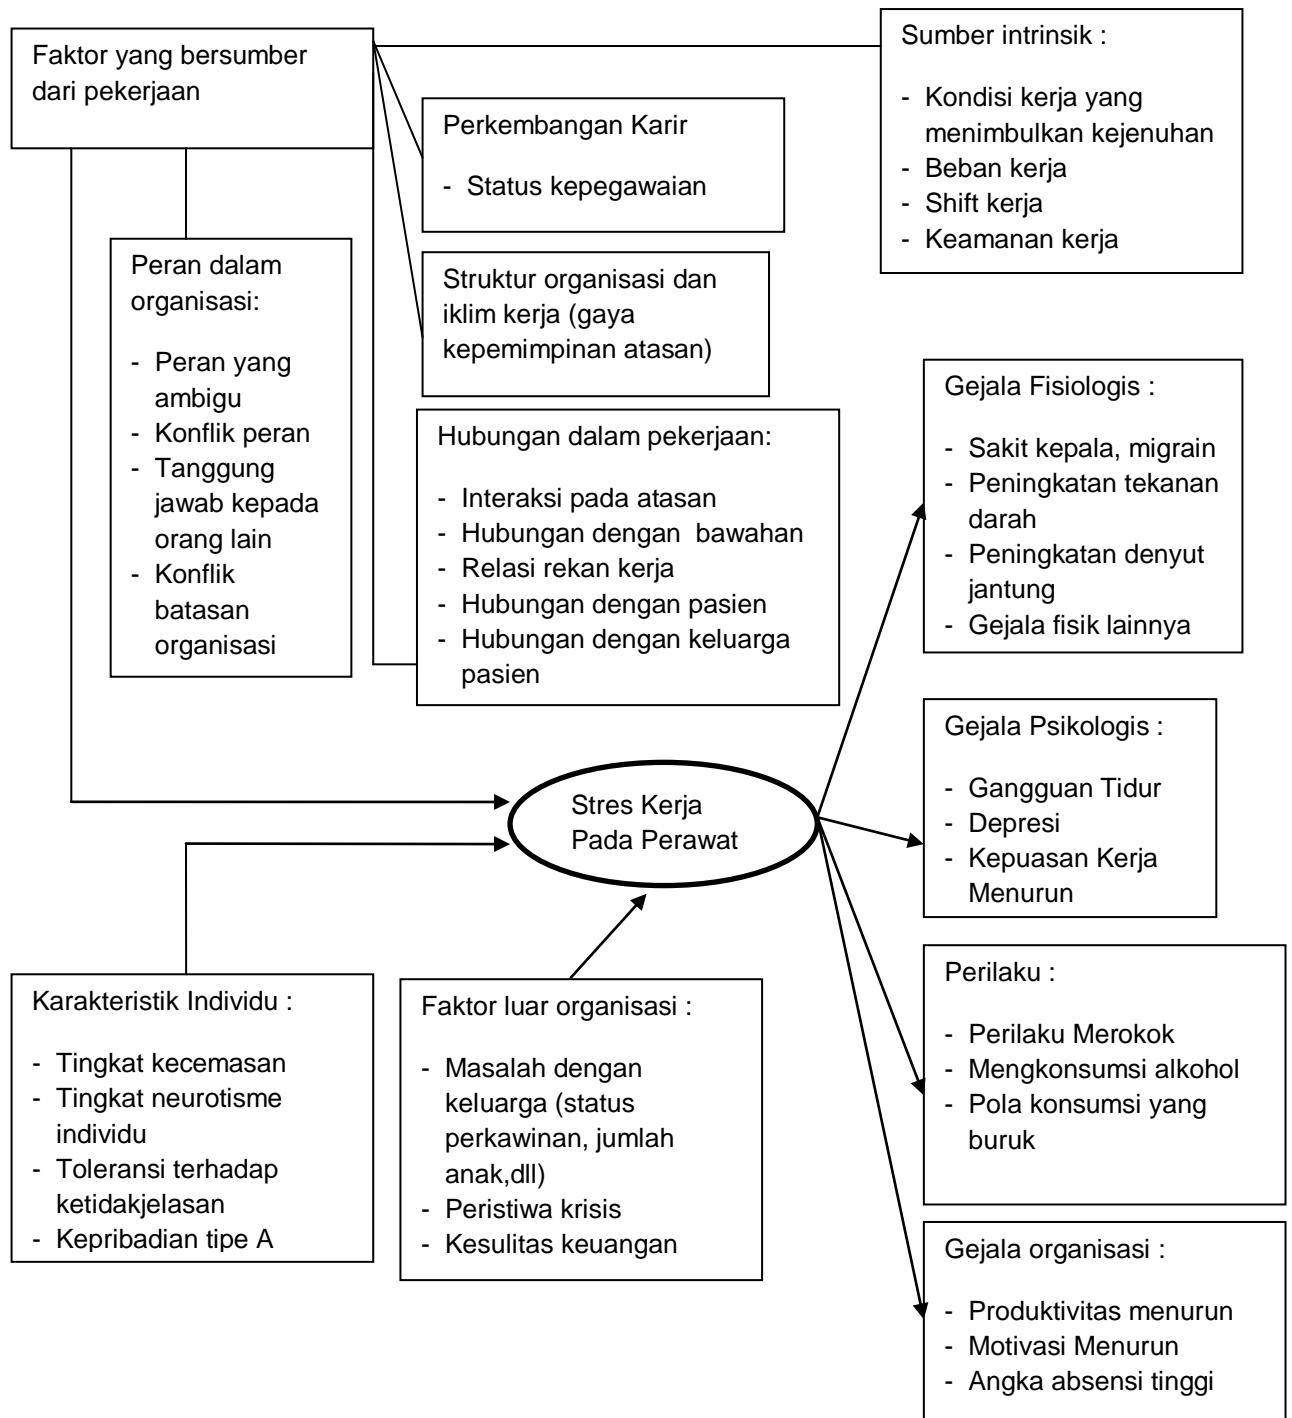 Faktor yang bersumber
dari pekerjaan
Sumber intrinsik :
- Kondisi kerja yang
menimbulkan kejenuhan
- Beban kerja
- Shift kerja
- Keamanan kerja
Perkembangan Karir
- Status kepegawaian
Peran dalam
organisasi:
- Peran yang
ambigu
- Konflik peran
- Tanggung
jawab kepada
orang lain
- Konflik
batasan
organisasi
Struktur organisasi dan
iklim kerja (gaya
kepemimpinan atasan)
Hubungan dalam pekerjaan:
- Interaksi pada atasan
- Hubungan dengan bawahan
- Relasi rekan kerja
- Hubungan dengan pasien
- Hubungan dengan keluarga
pasien
Gejala Fisiologis :
- Sakit kepala, migrain
- Peningkatan tekanan
darah
- Peningkatan denyut
jantung
- Gejala fisik lainnya
Stres Kerja
Pada Perawat
Gejala Psikologis :
- Gangguan Tidur
- Depresi
- Kepuasan Kerja
Menurun
Karakteristik Individu :
- Tingkat kecemasan
- Tingkat neurotisme
individu
- Toleransi terhadap
ketidakjelasan
- Kepribadian tipe A
Faktor luar organisasi :
- Masalah dengan
keluarga (status
perkawinan, jumlah
anak,dll)
- Peristiwa krisis
- Kesulitas keuangan
Perilaku :
- Perilaku Merokok
- Mengkonsumsi alkohol
- Pola konsumsi yang
buruk
Gejala organisasi :
- Produktivitas menurun
- Motivasi Menurun
- Angka absensi tinggi